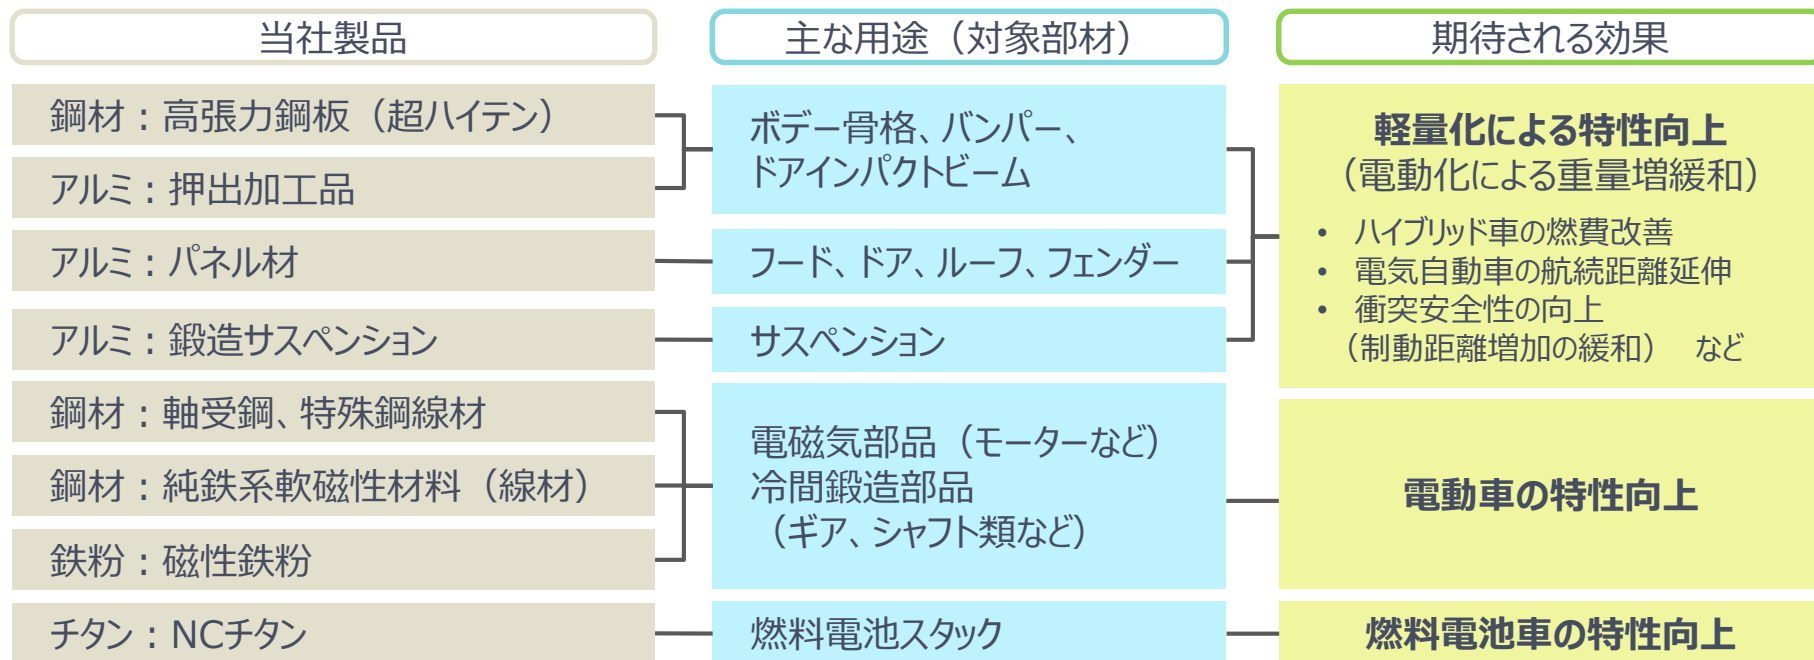 当社製品
主な用途（対象部材）
期待される効果
鋼材：高張力鋼板（超ハイテン）
アルミ：押出加工品
アルミ：パネル材
アルミ：鍛造サスペンション
鋼材：軸受鋼、特殊鋼線材
鋼材：純鉄系軟磁性材料（線材）
鉄粉：磁性鉄粉
チタン：NCチタン
ボデー骨格、バンパー、
ドアインパクトビーム
フード、ドア、ルーフ、フェンダー
サスペンション
電磁気部品（モーターなど）
冷間鍛造部品
（ギア、シャフト類など）
燃料電池スタック
軽量化による特性向上
（電動化による重量増緩和）
• ハイブリッド車の燃費改善
• 電気自動車の航続距離延伸
• 衝突安全性の向上
（制動距離増加の緩和）　など
電動車の特性向上
燃料電池車の特性向上